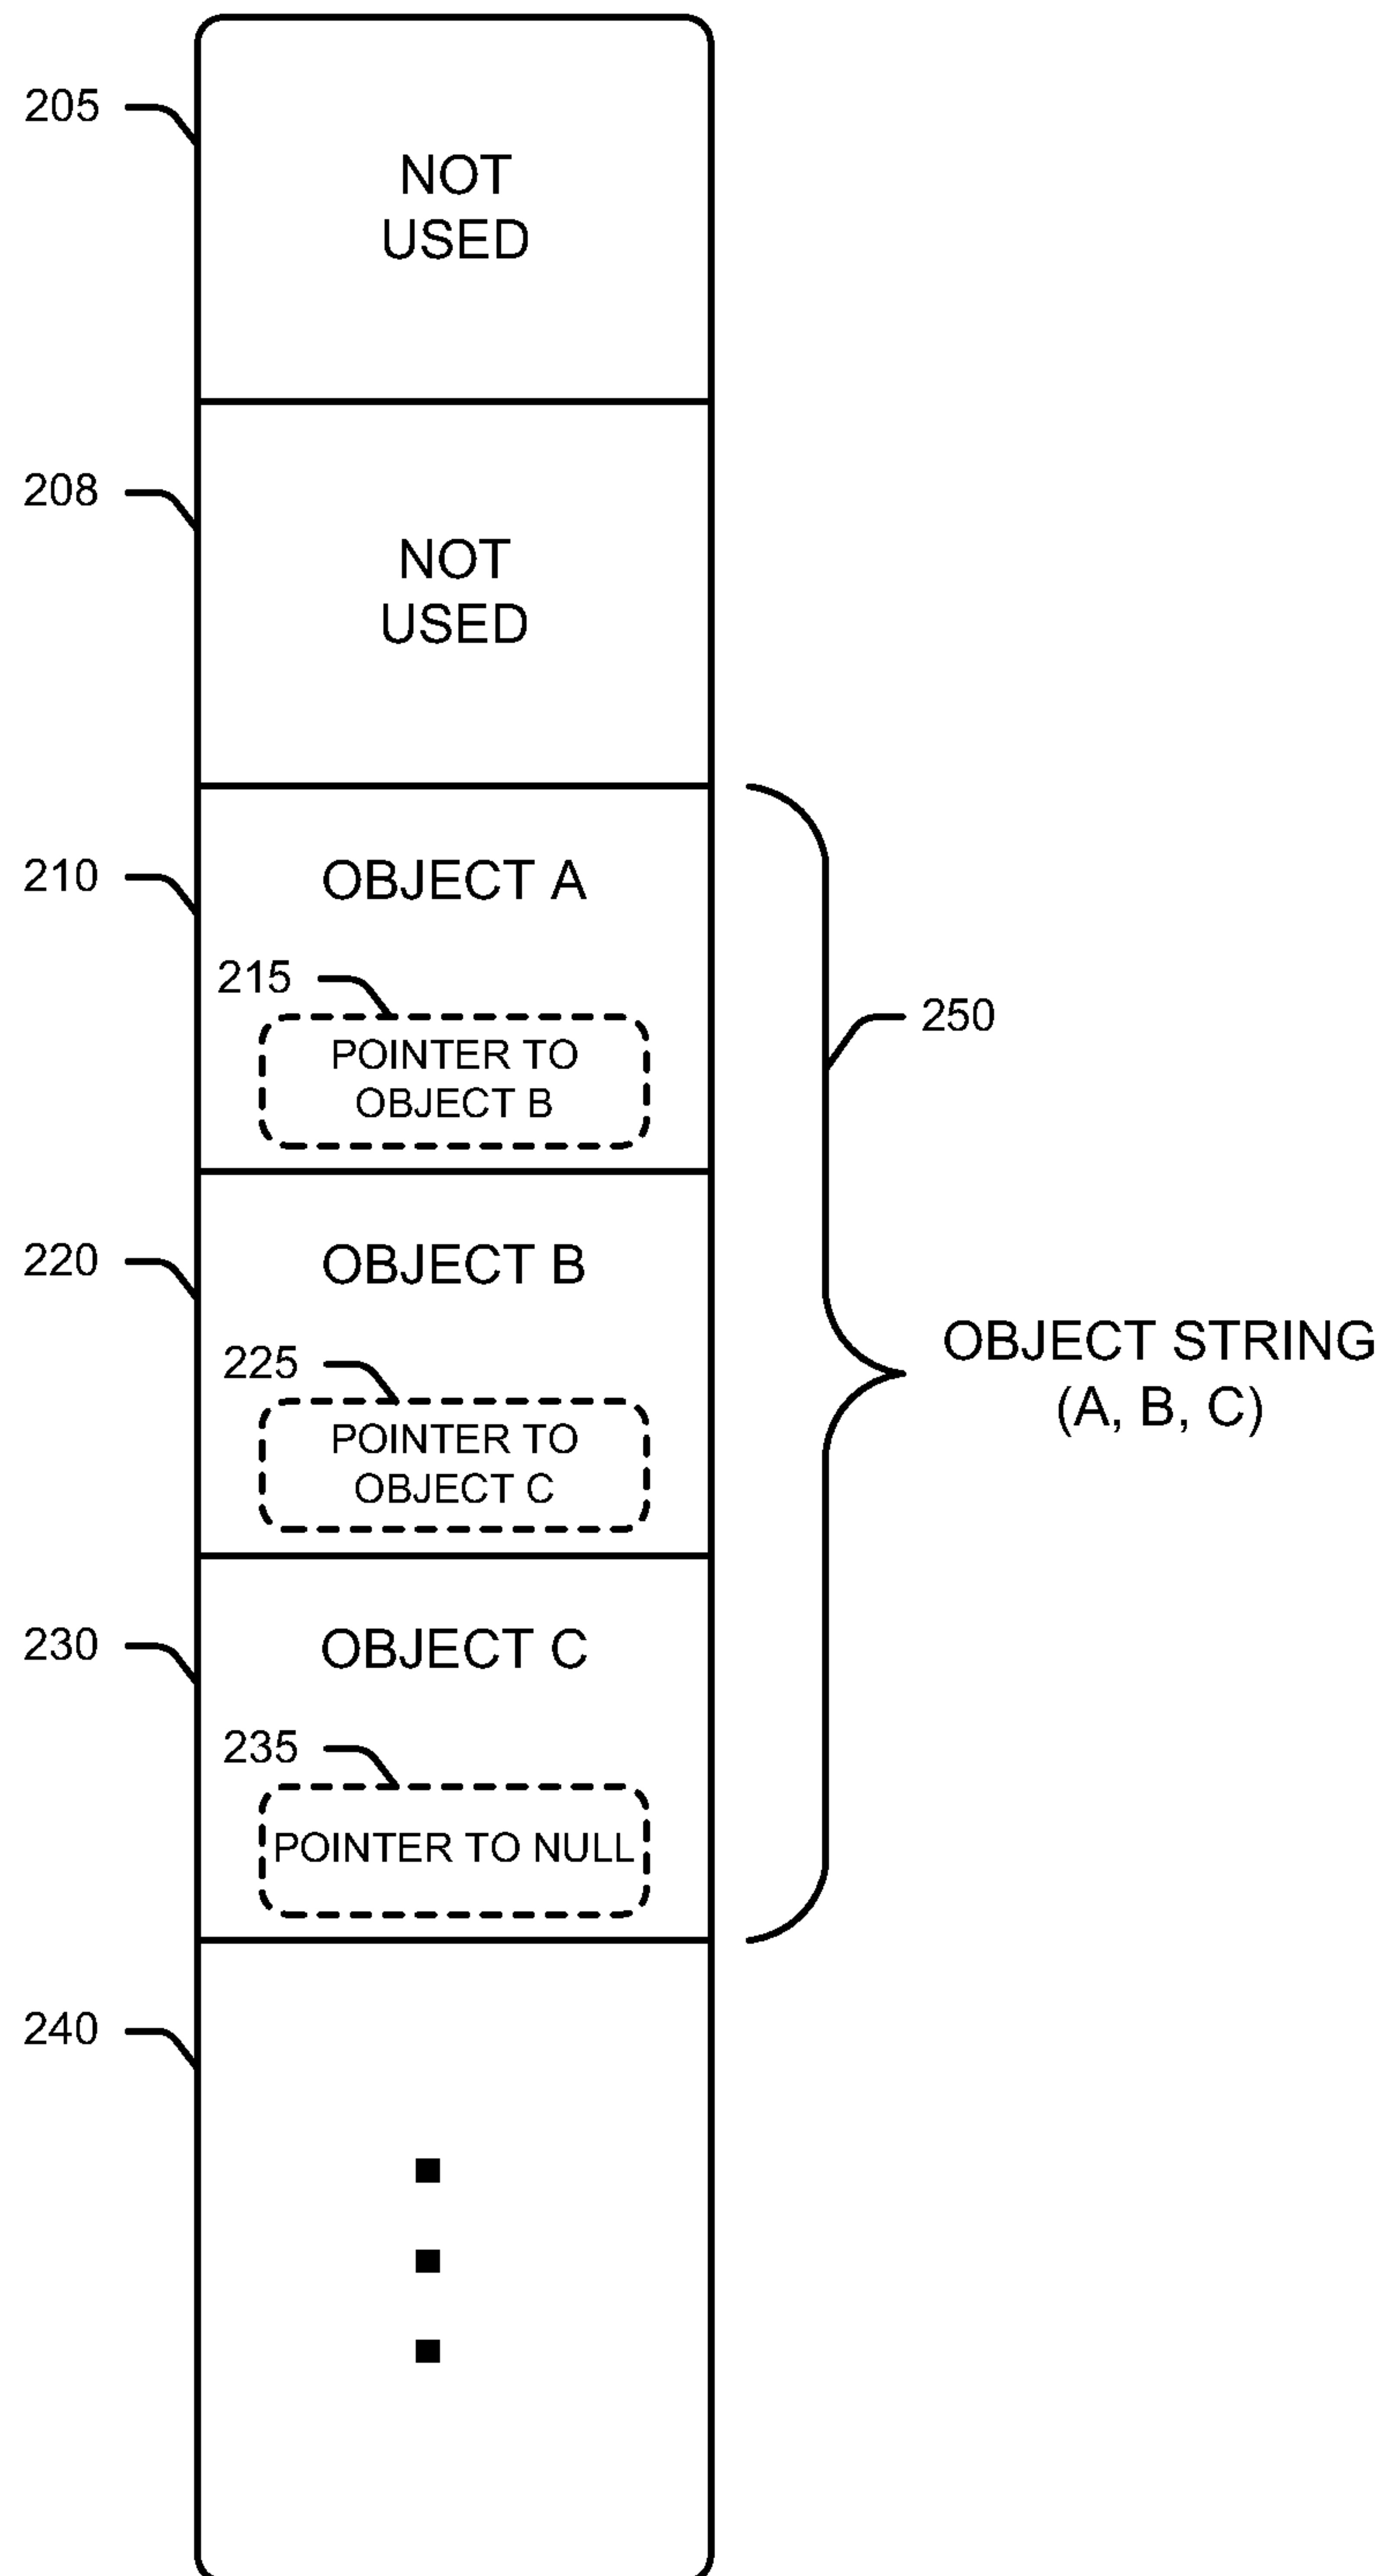 205
NOT
USED
208
NOT
USED
210
OBJECT A
215
POINTER TO
OBJECT B
250
220
OBJECT B
225
POINTER TO
OBJECT C
OBJECT STRING
(A, B, C)
230
OBJECT C
235
POINTER TO NULL
240